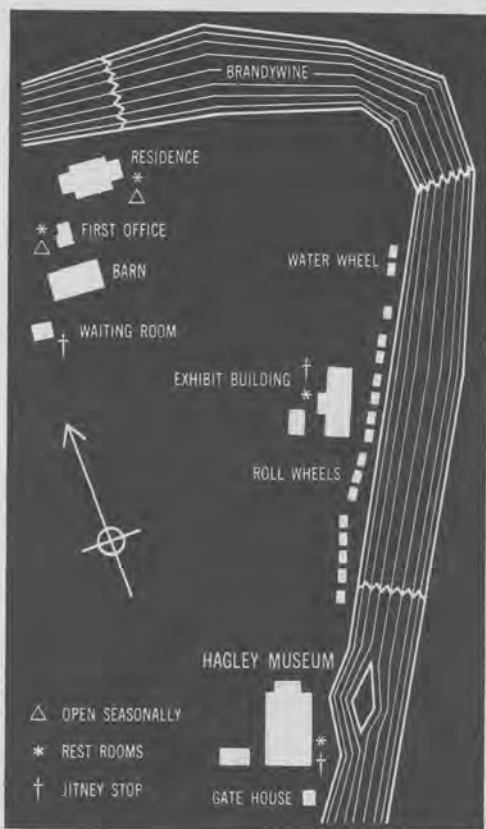 BRANDYWINE
RESIDENCE
*
△
* FIRST OFFICE
△
BARN
WATER WHEEL
WAITING ROOM
†
†
EXHIBIT BUILDING
*
ROLL WHEELS
HAGLEY MUSEUM
△ OPEN SEASONALLY
* REST ROOMS
*
† JITNEY STOP
†
GATE HOUSE